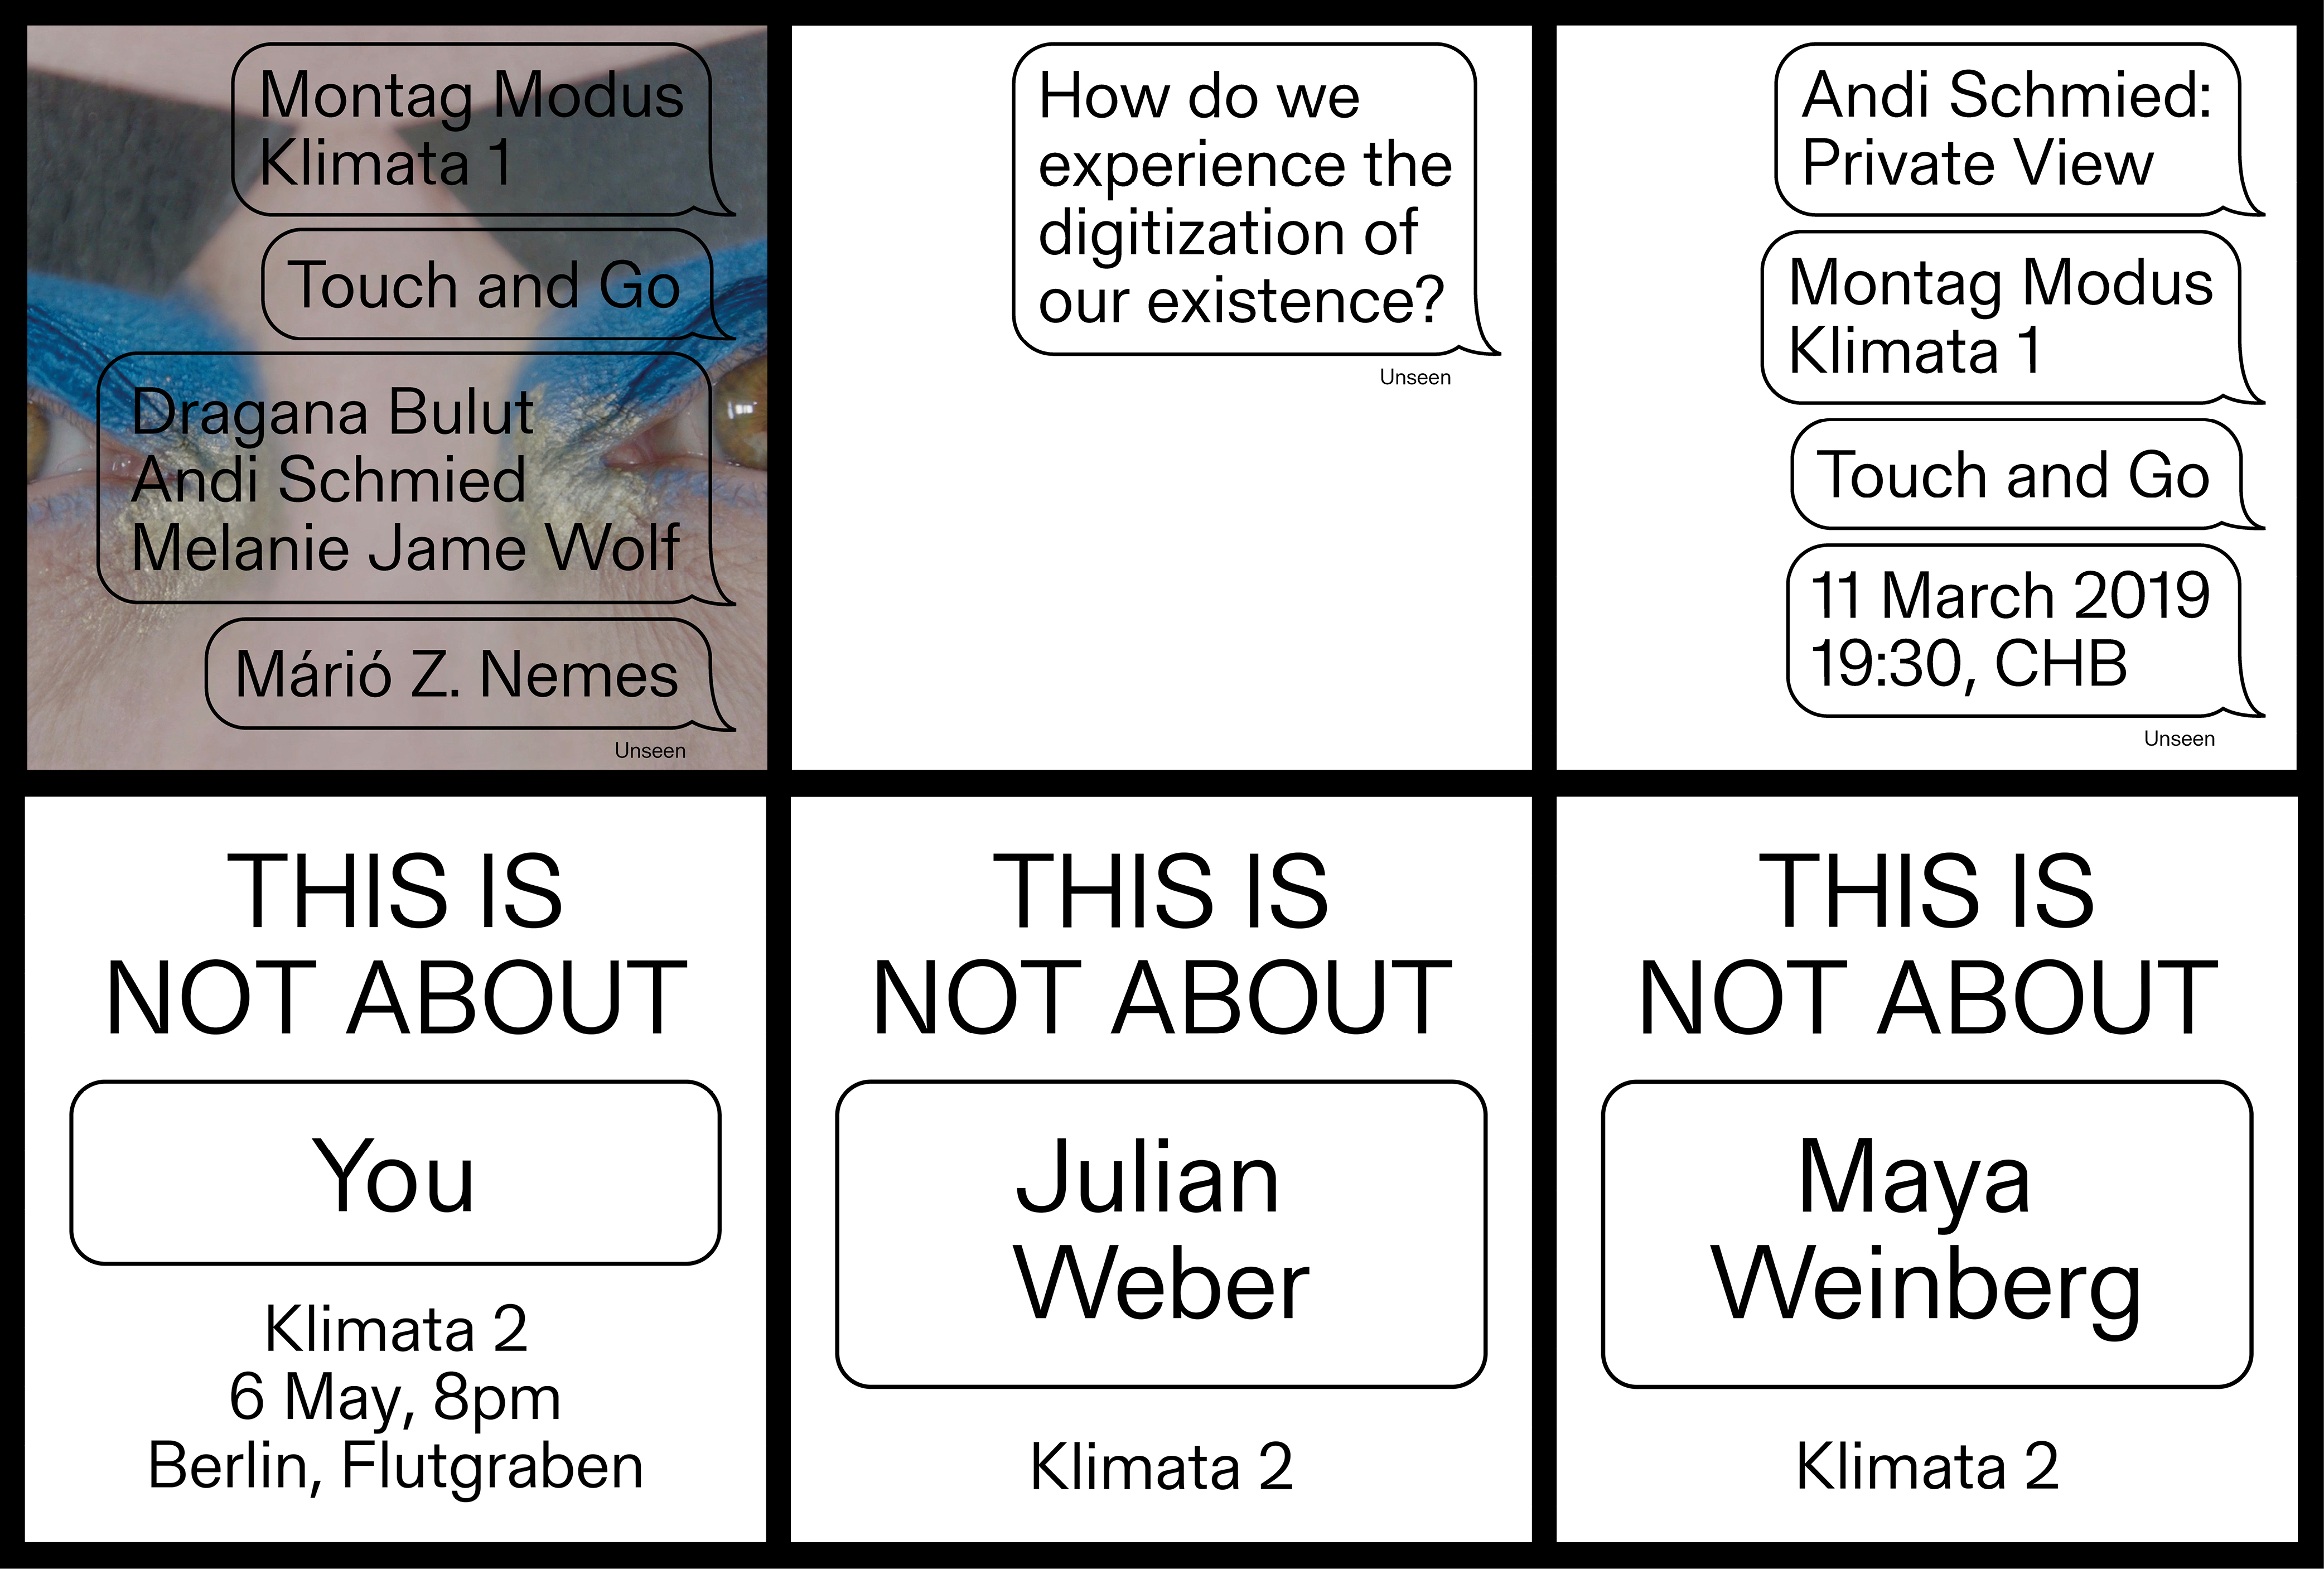 Montag Modus
Klimata 1
Touch and Go
Dragana Bulut
Andi Schmied
Melanie Jame Wolf
Márió Z. Nemes
Unseen
How do we
experience the
digitization of
our existence?
Unseen
Andi Schmied:
Private View
Montag Modus
Klimata 1
Touch and Go
11 March 2019
19:30, CHB
Unseen
THIS IS
NOT ABOUT
You
Klimata 2
6 May, 8pm
Berlin, Flutgraben
THIS IS
NOT ABOUT
Julian
Weber
Klimata 2
THIS IS
NOT ABOUT
Maya
Weinberg
Klimata 2